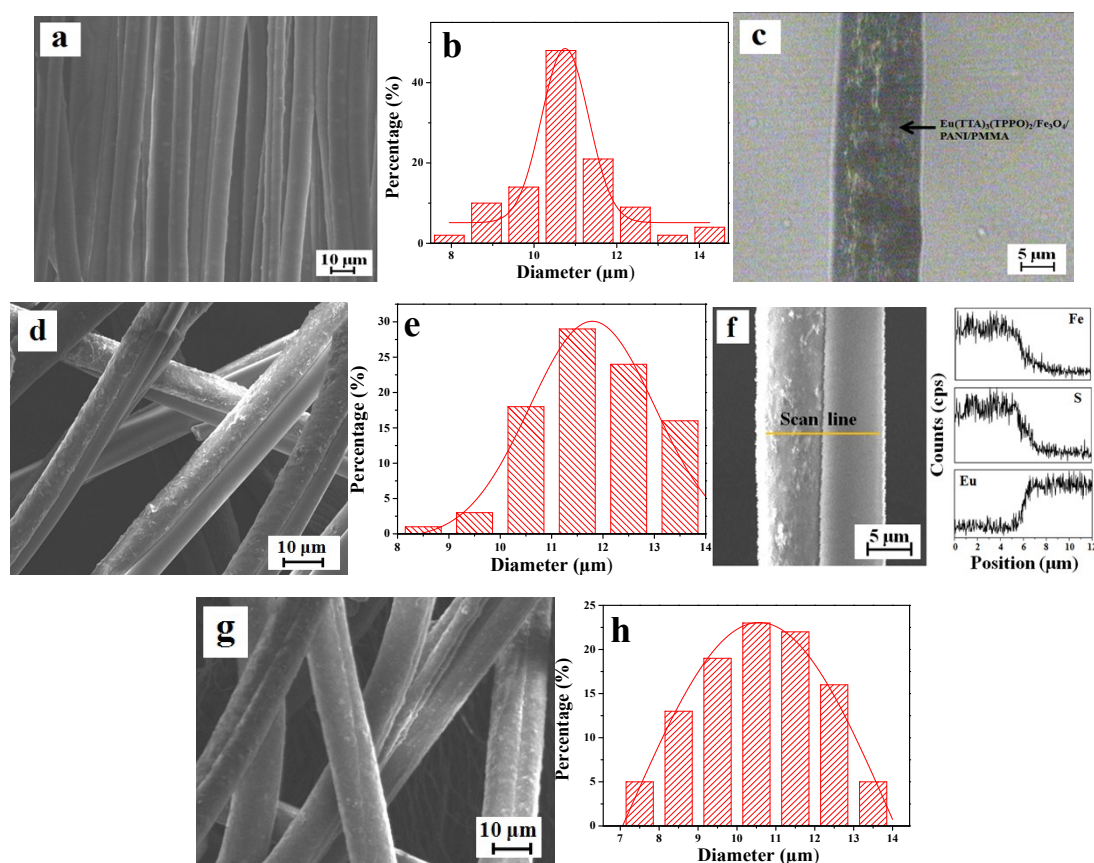 a
10 μm
b
Percentage (%)
40
20
0
8 10 12 14
Diameter (μm)
c
Eu(TTA)₃(TPPO)₂/Fe₃O₄/
PANI/PMMA
5 μm
d
10 μm
e
Percentage (%)
30
25
20
15
10
5
0
8 9 10 11 12 13 14
Diameter (μm)
f
Scan line
5 μm
Counts (cps)
Fe
S
Eu
0 2 4 6 8 10 12
Position (μm)
g
10 μm
h
Percentage (%)
25
20
15
10
5
0
7 8 9 10 11 12 13 14
Diameter (μm)